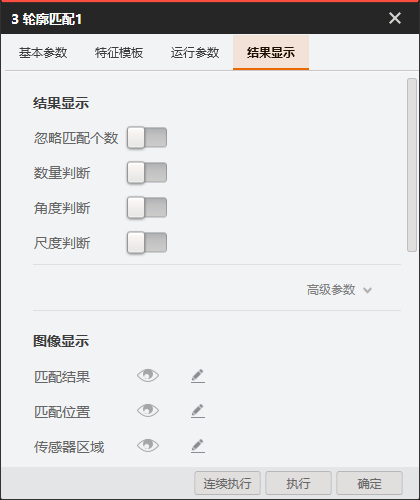 3 轮廓匹配1
基本参数 特征模板 运行参数 结果显示
结果显示
忽略匹配个数
数量判断
角度判断
尺度判断
高级参数
图像显示
匹配结果
匹配位置
传感器区域
连续执行 执行 确定